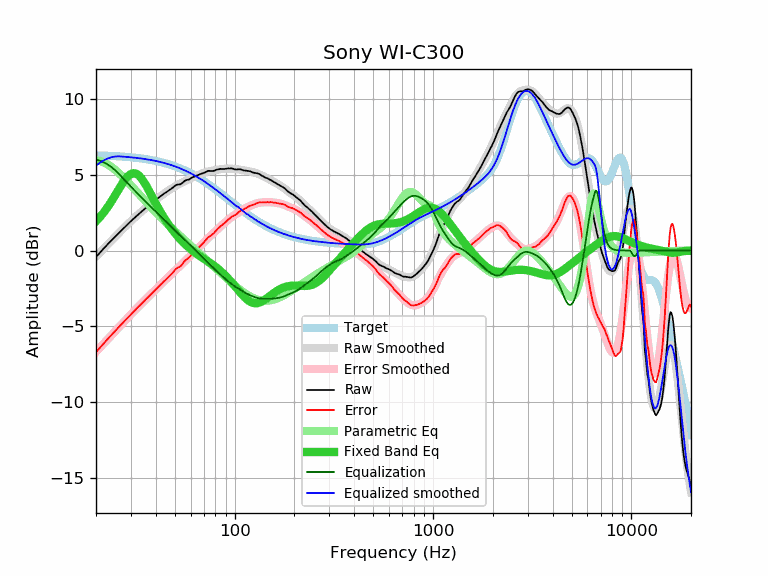 Sony WI-C300
Amplitude (dBr)
10
5
0
−5
−10
−15
Target
Raw Smoothed
Error Smoothed
Raw
Error
Parametric Eq
Fixed Band Eq
Equalization
Equalized smoothed
100
1000
10000
Frequency (Hz)